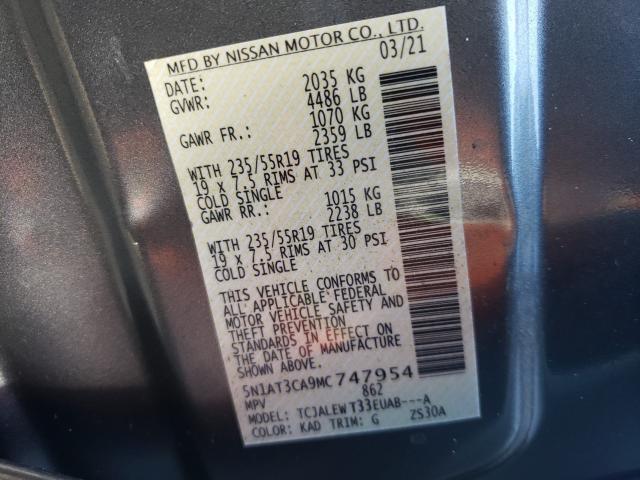 MFD BY NISSAN MOTOR CO., LTD.
DATE: 03/21
GVWR: 2035 KG
4486 LB
GAWR FR.: 1070 KG
2359 LB
WITH 235/55R19 TIRES
19 X 7.5 RIMS AT 33 PSI
COLD SINGLE
GAWR RR.: 1015 KG
2238 LB
WITH 235/55R19 TIRES
19 X 7.5 RIMS AT 30 PSI
COLD SINGLE
THIS VEHICLE CONFORMS TO
ALL APPLICABLE FEDERAL
MOTOR VEHICLE SAFETY AND
THEFT PREVENTION
STANDARDS IN EFFECT ON
THE DATE OF MANUFACTURE
SHOWN ABOVE.
5N1AT3CA9MC747954
MPV 862
TCJALEWT33EUAB---A
COLOR: KAD TRIM: G ZS30A